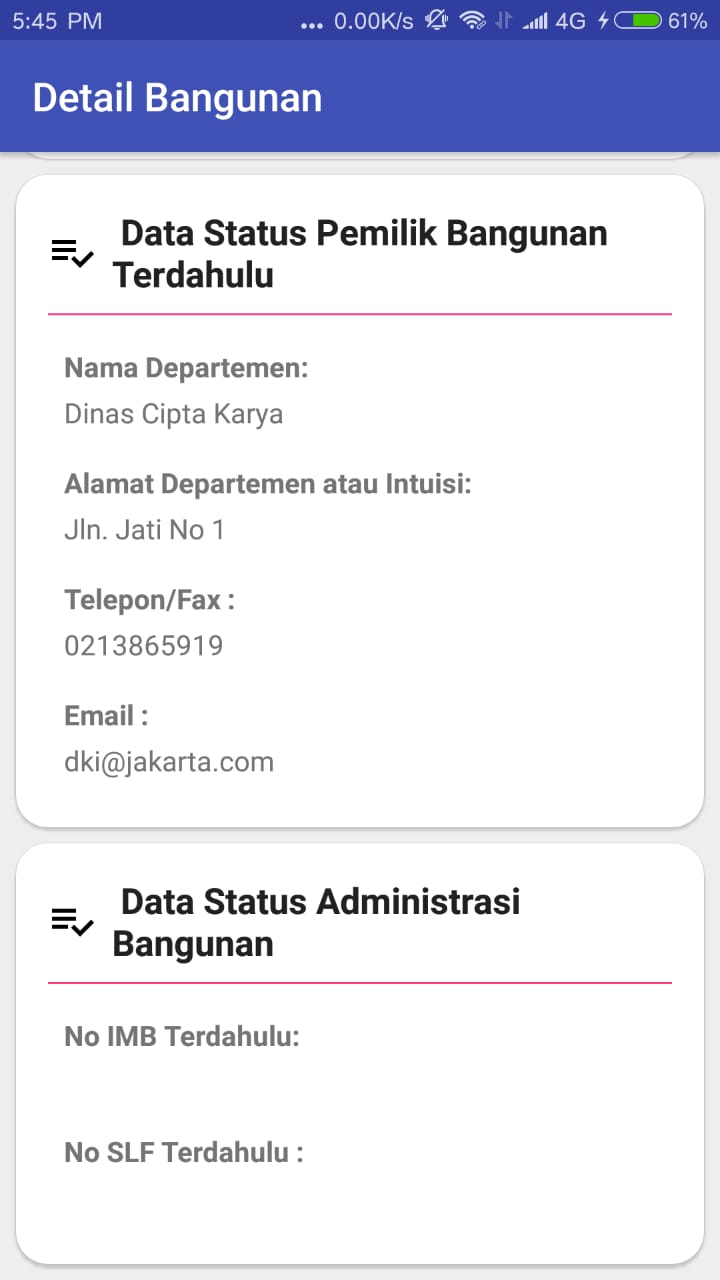 5:45 PM ... 0.00K/s 4G 61%
Detail Bangunan
Data Status Pemilik Bangunan
Terdahulu
Nama Departemen:
Dinas Cipta Karya
Alamat Departemen atau Intuisi:
Jln. Jati No 1
Telepon/Fax :
0213865919
Email :
dki@jakarta.com
Data Status Administrasi
Bangunan
No IMB Terdahulu:
No SLF Terdahulu :